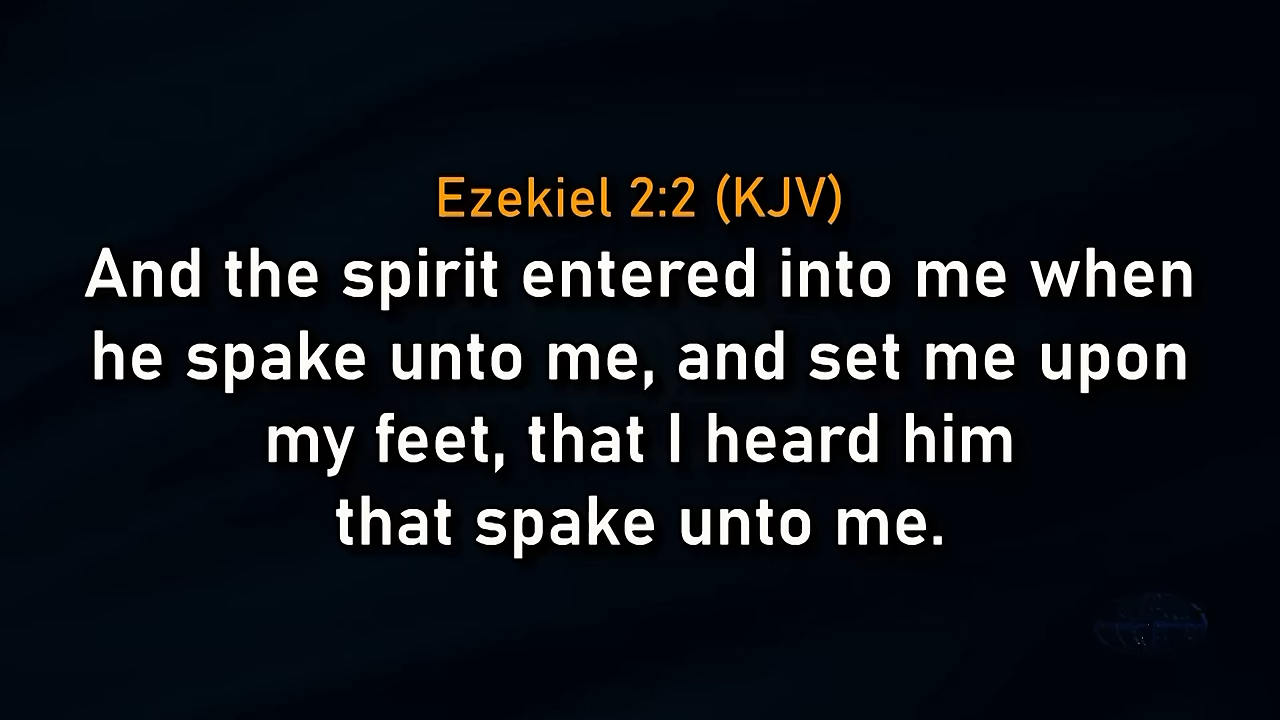 Ezekiel 2:2 (KJV)
And the spirit entered into me when
he spake unto me, and set me upon
my feet, that I heard him
that spake unto me.